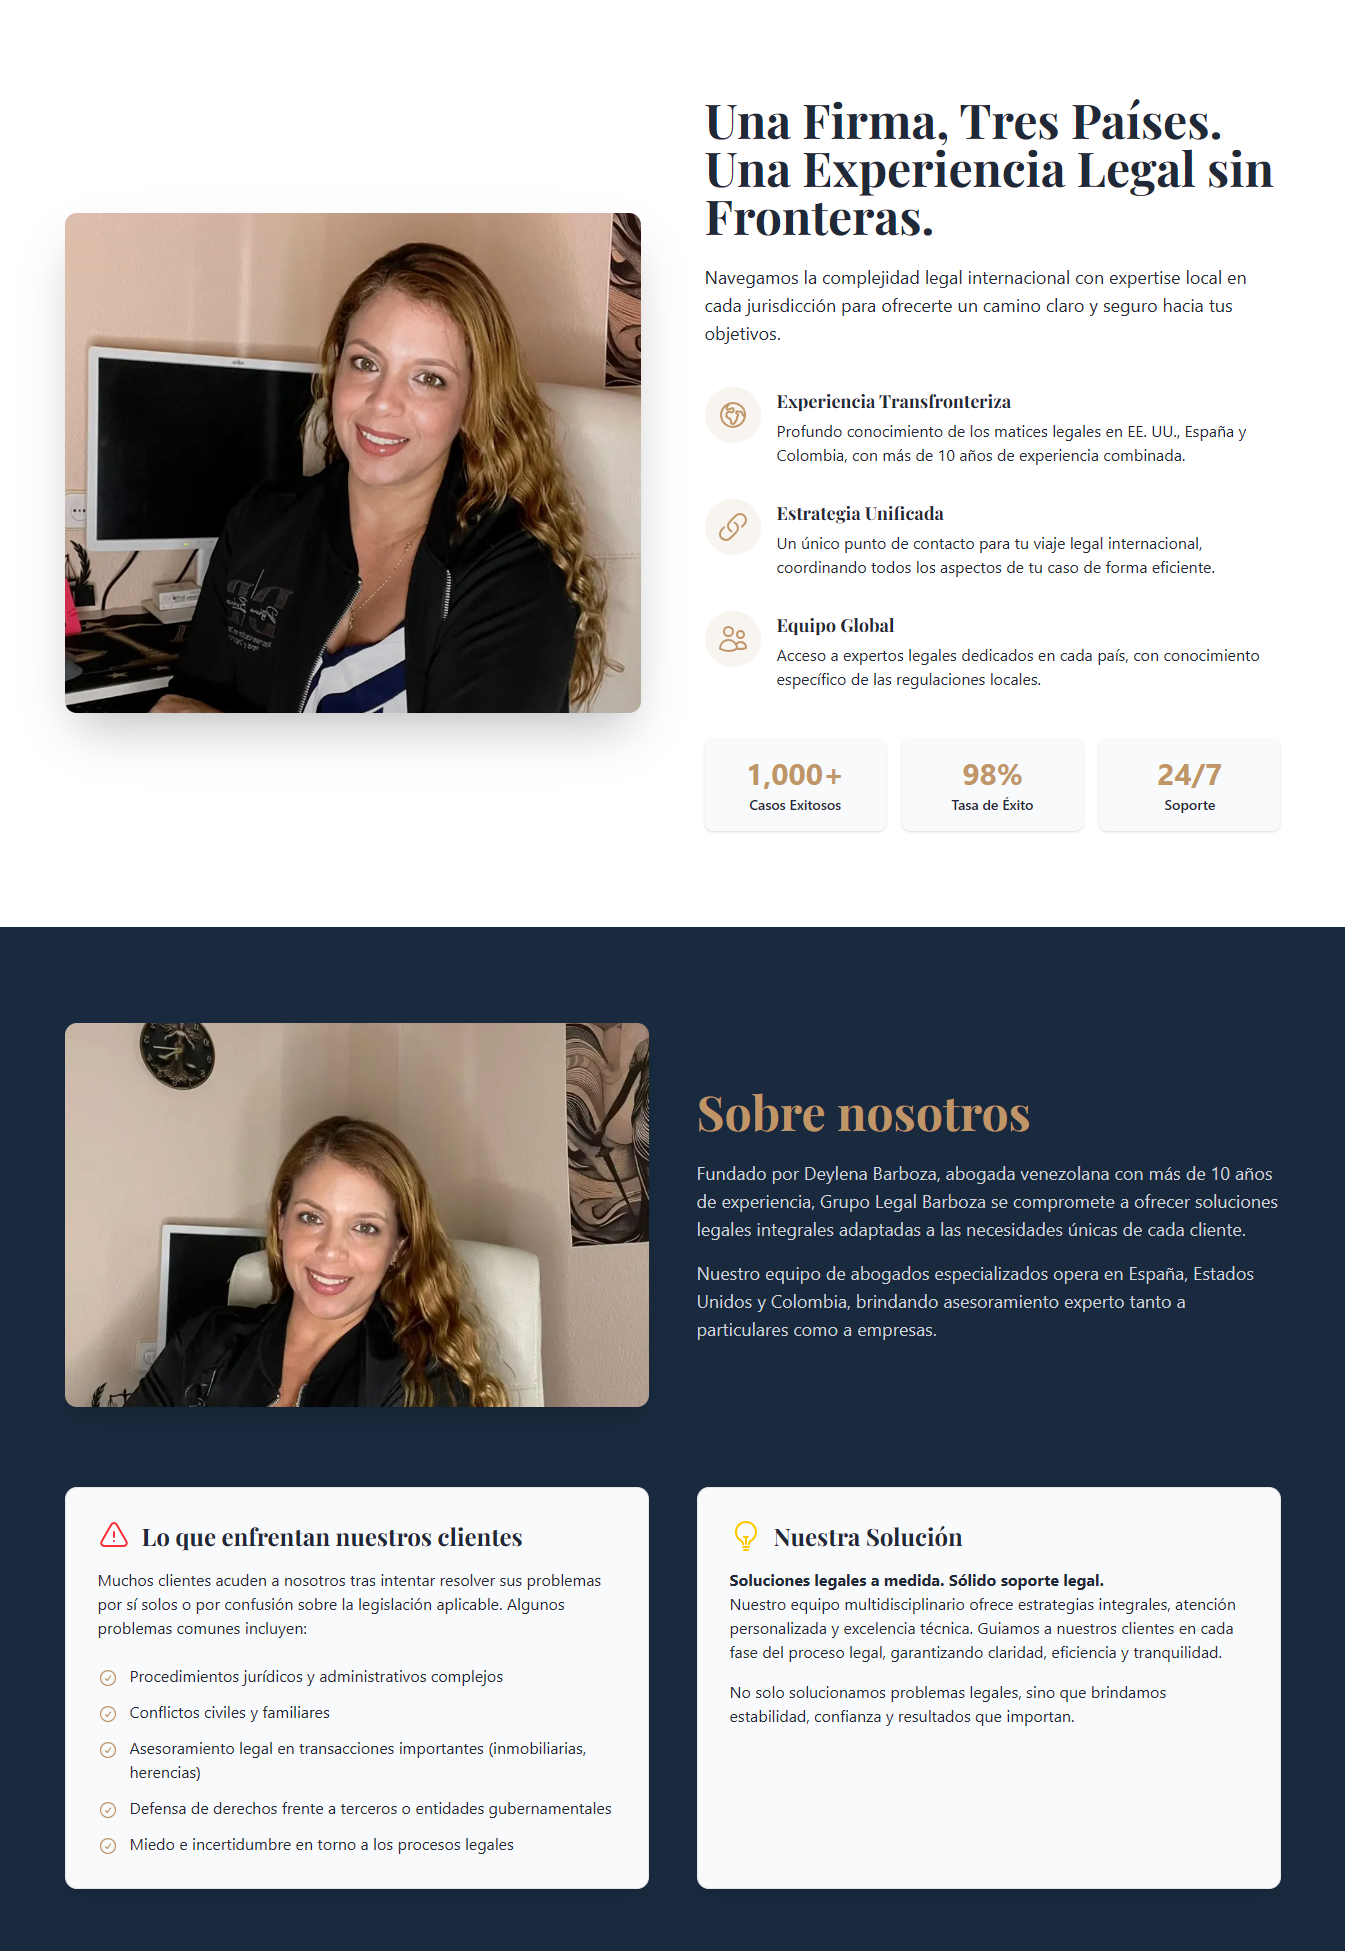 Una Firma, Tres Países.
Una Experiencia Legal sin
Fronteras.
Navegamos la complejidad legal internacional con expertise local en
cada jurisdicción para ofrecerte un camino claro y seguro hacia tus
objetivos.
Experiencia Transfronteriza
Profundo conocimiento de los matices legales en EE. UU., España y
Colombia, con más de 10 años de experiencia combinada.
Estrategia Unificada
Un único punto de contacto para tu viaje legal internacional,
coordinando todos los aspectos de tu caso de forma eficiente.
Equipo Global
Acceso a expertos legales dedicados en cada país, con conocimiento
específico de las regulaciones locales.
1,000+
Casos Exitosos
98%
Tasa de Éxito
24/7
Soporte
Sobre nosotros
Fundado por Deylena Barboza, abogada venezolana con más de 10 años
de experiencia, Grupo Legal Barboza se compromete a ofrecer soluciones
legales integrales adaptadas a las necesidades únicas de cada cliente.
Nuestro equipo de abogados especializados opera en España, Estados
Unidos y Colombia, brindando asesoramiento experto tanto a
particulares como a empresas.
Lo que enfrentan nuestros clientes
Muchos clientes acuden a nosotros tras intentar resolver sus problemas
por sí solos o por confusión sobre la legislación aplicable. Algunos
problemas comunes incluyen:
Procedimientos jurídicos y administrativos complejos
Conflictos civiles y familiares
Asesoramiento legal en transacciones importantes (inmobiliarias,
herencias)
Defensa de derechos frente a terceros o entidades gubernamentales
Miedo e incertidumbre en torno a los procesos legales
Nuestra Solución
Soluciones legales a medida. Sólido soporte legal.
Nuestro equipo multidisciplinario ofrece estrategias integrales, atención
personalizada y excelencia técnica. Guiamos a nuestros clientes en cada
fase del proceso legal, garantizando claridad, eficiencia y tranquilidad.
No solo solucionamos problemas legales, sino que brindamos
estabilidad, confianza y resultados que importan.